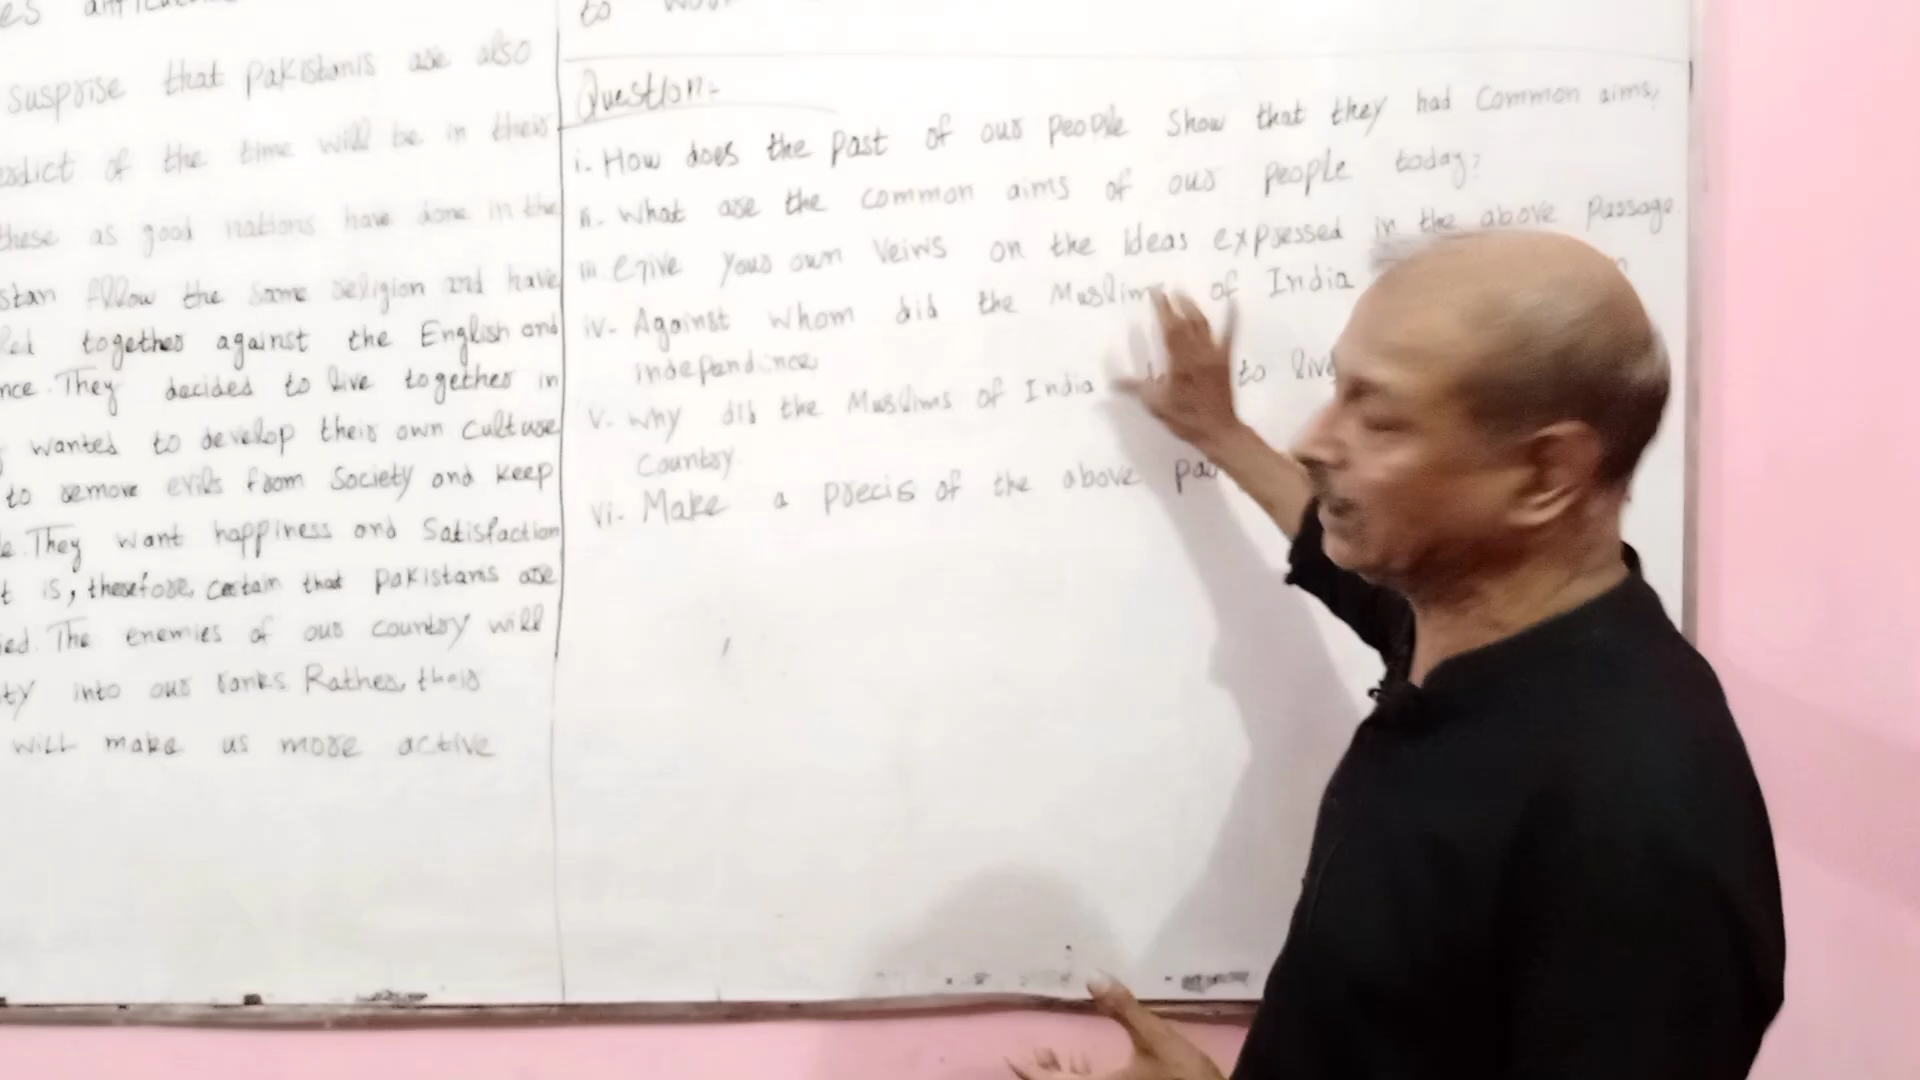 susprise that pakistanis are also
of the time will be in their
these as good nations have done in the
fllow the same religion and have
together against the English and
They decided to live together in
wanted to develop their own culture
to remove evils from Society and keep
They want happiness and Satisfaction
is, therefore, certain that pakistanis are
The enemies of our country will
into our ranks Rather, their
will make us more active
to
Question:-
i. How does the past of our people show that they had common aims,
ii. What are the common aims of our people today?
iii Give your own veiws on the ideas expressed in the above passage
iv- Against whom did the Muslims of India
independince
v. why did the Muslims of India to live
Country.
vi- Make a precis of the above